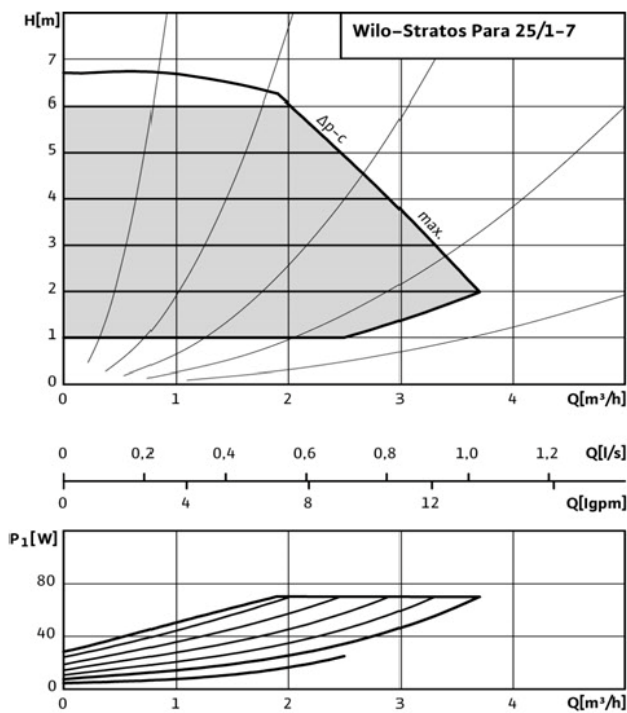 H[m]
Wilo-Stratos Para 25/1-7
7
6
5
4
3
2
1
0
Δp-c
max.
0 1 2 3 4 Q[m³/h]
0 0,2 0,4 0,6 0,8 1,0 1,2 Q[l/s]
0 4 8 12 Q[Igpm]
P₁[W]
80
40
0
0 1 2 3 4 Q[m³/h]